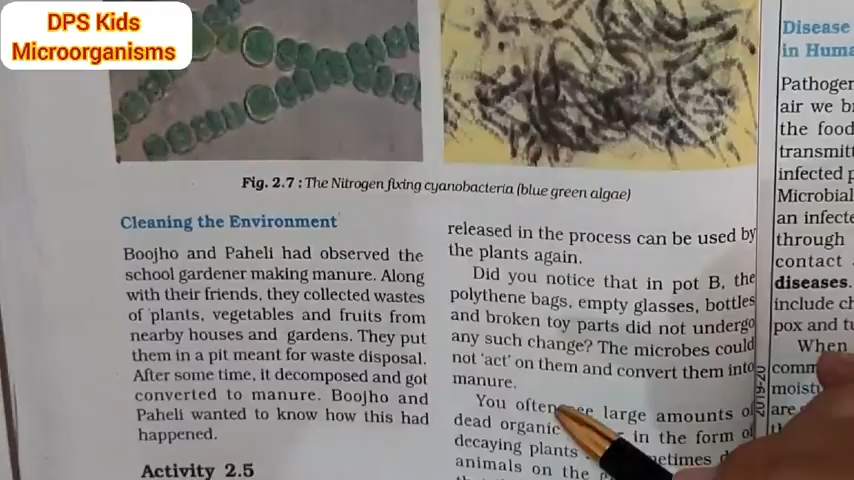 DPS Kids
Microorganisms
Fig. 2.7 : The Nitrogen fixing cyanobacteria (blue green algae)
Cleaning the Environment
Boojho and Paheli had observed the
school gardener making manure. Along
with their friends, they collected wastes
of plants, vegetables and fruits from
nearby houses and gardens. They put
them in a pit meant for waste disposal.
After some time, it decomposed and got
converted to manure. Boojho and
Paheli wanted to know how this had
happened.
Activity 2.5
released in the process can be used by
the plants again.
Did you notice that in pot B, the
polythene bags, empty glasses, bottles
and broken toy parts did not undergo
any such change? The microbes could
not 'act' on them and convert them into
manure.
You often see large amounts of
dead organic in the form of
decaying plants
animals on the
2019-20
Disease
in Huma
Pathoger
air we br
the food
transmitt
infected p
Microbial
an infecte
through
contact
diseases.
include ch
pox and tu
When
comm
moistu
are